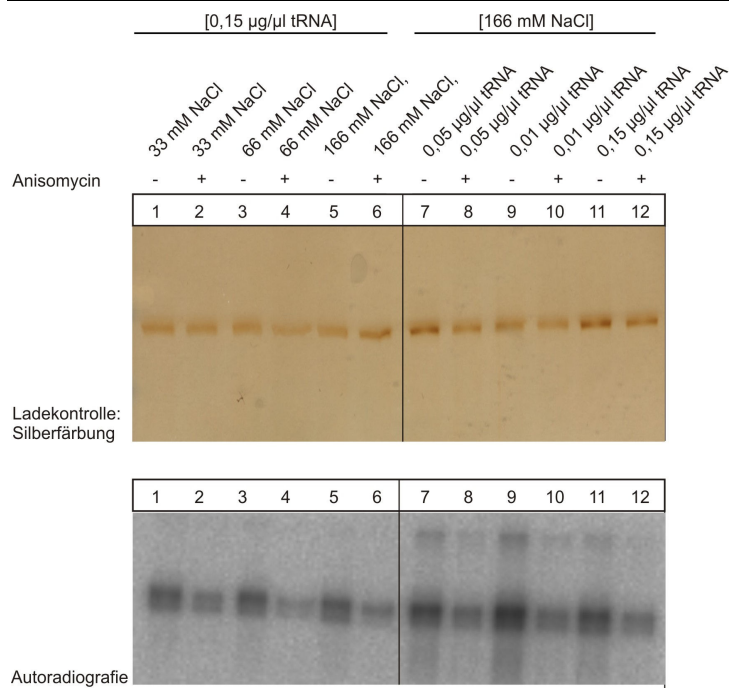 [0,15 µg/µl tRNA] [166 mM NaCl]
33 mM NaCl 33 mM NaCl 66 mM NaCl 66 mM NaCl 166 mM NaCl, 166 mM NaCl, 0,05 µg/µl tRNA 0,05 µg/µl tRNA 0,01 µg/µl tRNA 0,01 µg/µl tRNA 0,15 µg/µl tRNA 0,15 µg/µl tRNA
Anisomycin - + - + - + - + - + - +
1 2 3 4 5 6 7 8 9 10 11 12
Ladekontrolle:
Silberfärbung
1 2 3 4 5 6 7 8 9 10 11 12
Autoradiografie